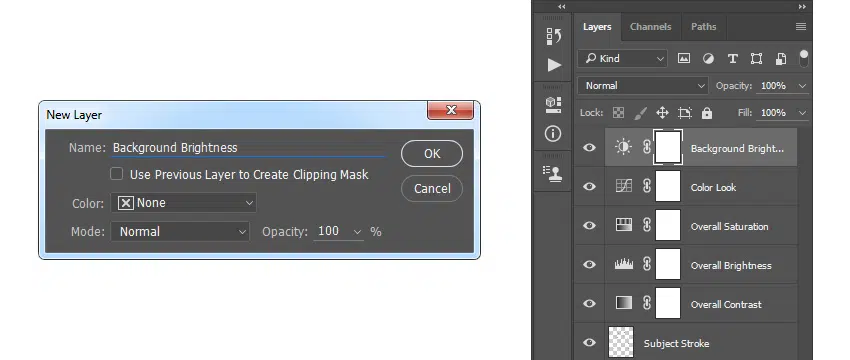 New Layer
Name: Background Brightness
OK
Use Previous Layer to Create Clipping Mask
Cancel
Color: None
Mode: Normal Opacity: 100 %
Layers Channels Paths
Kind
Normal Opacity: 100%
Lock: Fill: 100%
Background Bright...
Color Look
Overall Saturation
Overall Brightness
Overall Contrast
Subject Stroke